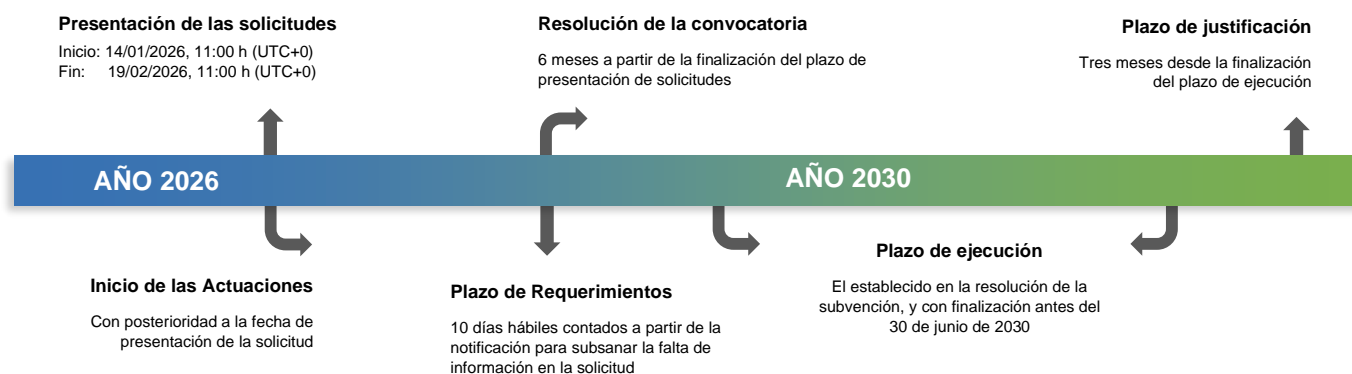 Presentación de las solicitudes
Inicio: 14/01/2026, 11:00 h (UTC+0)
Fin: 19/02/2026, 11:00 h (UTC+0)
Resolución de la convocatoria
6 meses a partir de la finalización del plazo de
presentación de solicitudes
Plazo de justificación
Tres meses desde la finalización
del plazo de ejecución
AÑO 2026
AÑO 2030
Inicio de las Actuaciones
Con posterioridad a la fecha de
presentación de la solicitud
Plazo de Requerimientos
10 días hábiles contados a partir de la
notificación para subsanar la falta de
información en la solicitud
Plazo de ejecución
El establecido en la resolución de la
subvención, y con finalización antes del
30 de junio de 2030